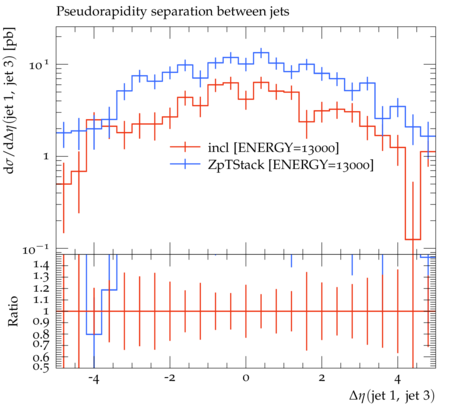 Pseudorapidity separation between jets
dσ/dΔη(jet 1, jet 3) [pb]
10¹
1
10⁻¹
incl [ENERGY=13000]
ZpTStack [ENERGY=13000]
Ratio
1.4
1.3
1.2
1.1
1
0.9
0.8
0.7
0.6
0.5
-4 -2 0 2 4
Δη(jet 1, jet 3)